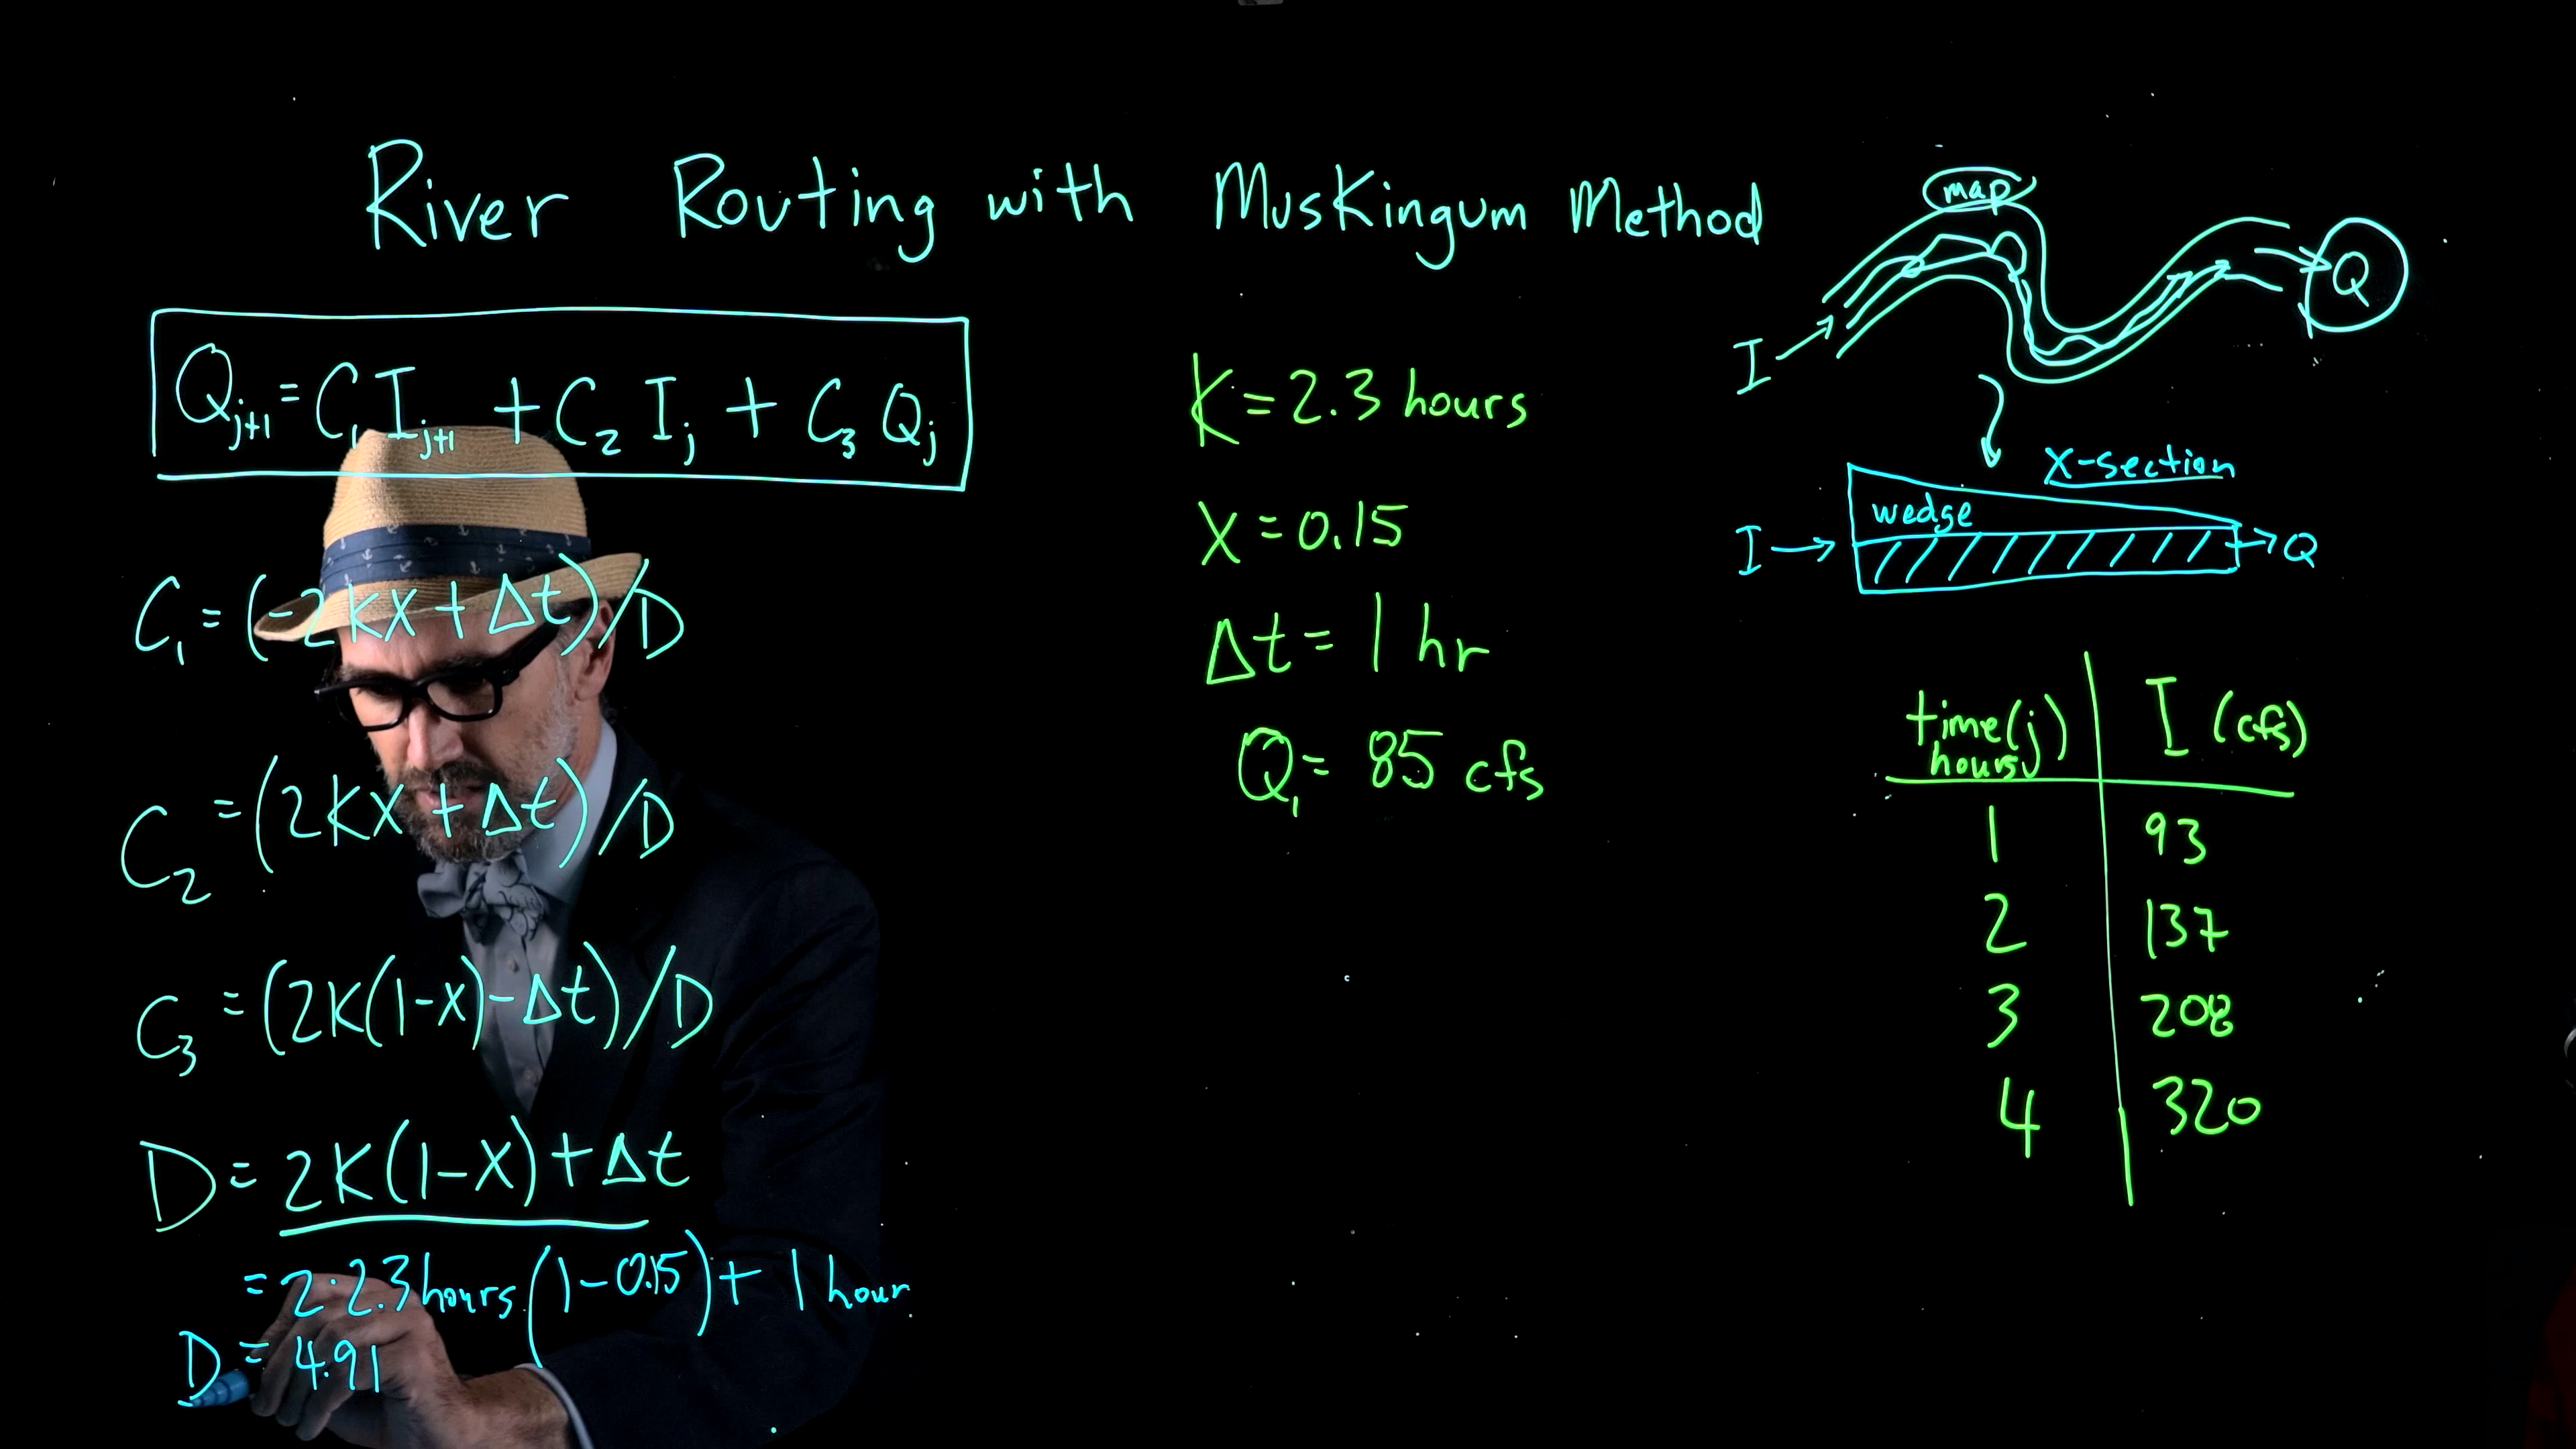 River Routing with Muskingum Method
map
I
Q
Q_{j+1} = C_1 I_{j+1} + C_2 I_j + C_3 Q_j
C_1 = (-2KX + Δt)/D
C_2 = (2KX + Δt)/D
C_3 = (2K(1-X)-Δt)/D
D = 2K(1-X)+Δt
= 2·2.3 hours (1-0.15) + 1 hour
D = 4.91
K = 2.3 hours
X = 0.15
Δt = 1 hr
Q_1 = 85 cfs
X-section
wedge
I → → Q
time(j) I (cfs)
hours
1 93
2 137
3 208
4 320